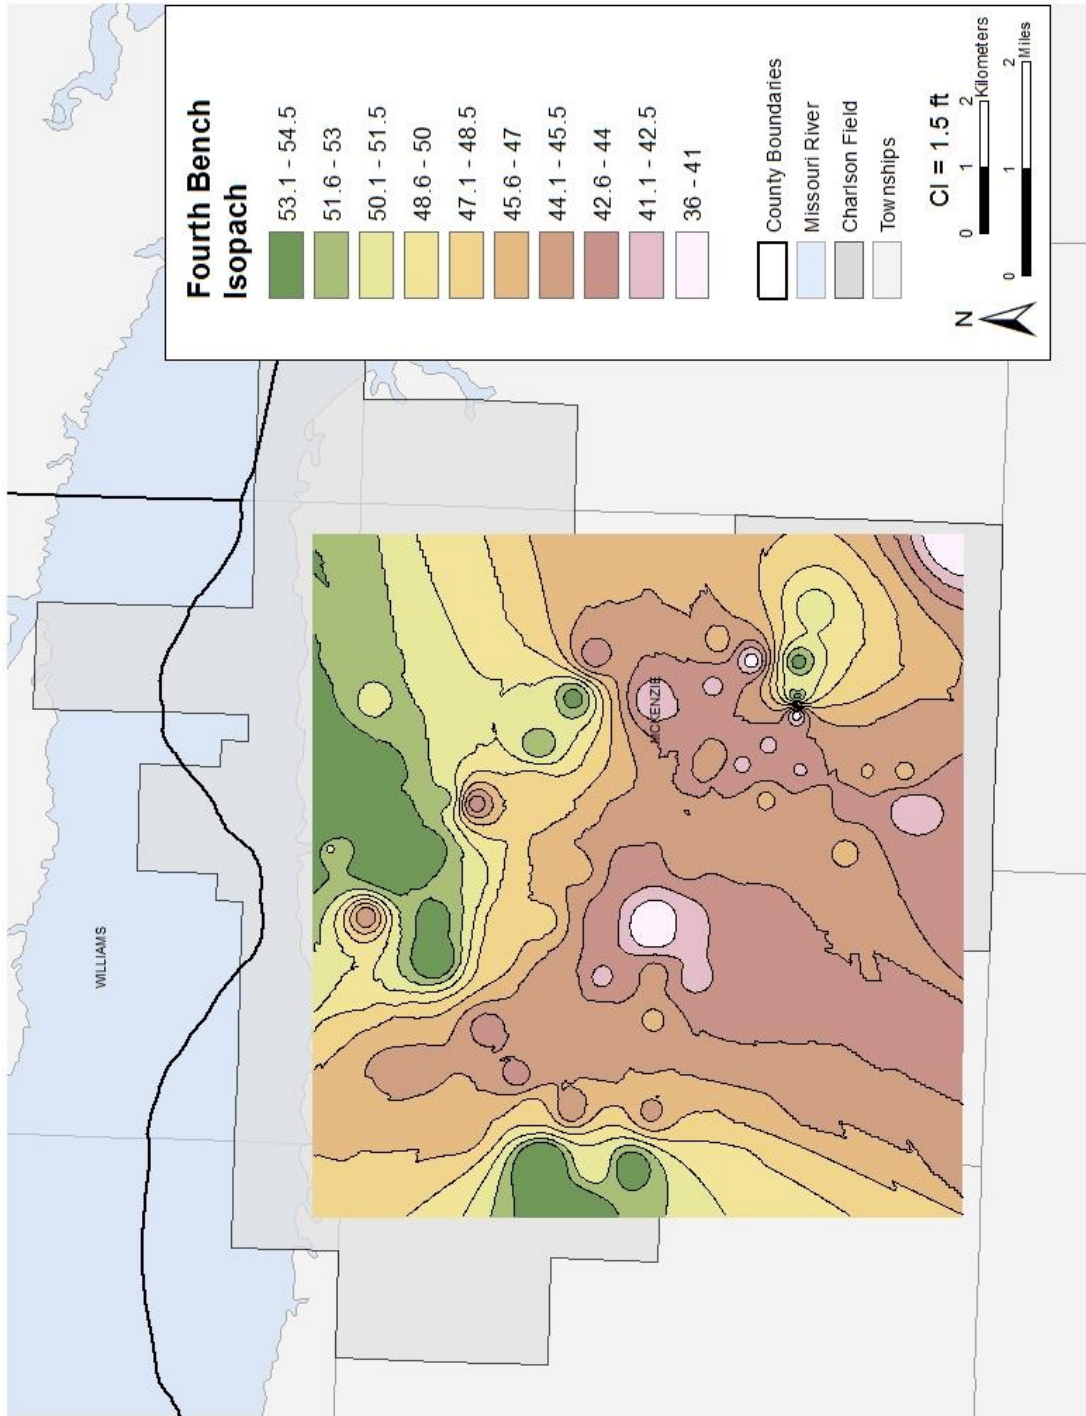 Fourth Bench
Isopach
53.1 - 54.5
51.6 - 53
50.1 - 51.5
48.6 - 50
47.1 - 48.5
45.6 - 47
44.1 - 45.5
42.6 - 44
41.1 - 42.5
36 - 41
County Boundaries
Missouri River
Charlson Field
Townships
CI = 1.5 ft
N
0 1 2
Kilometers
0 1 2
Miles
WILLIAMS
MCKENZIE